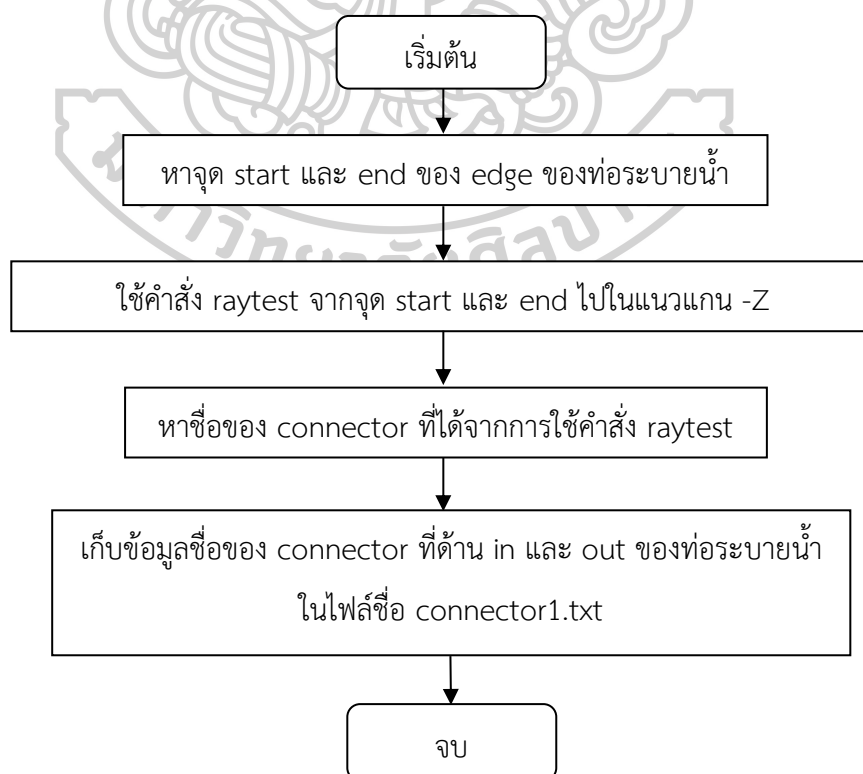 เริ่มต้น
หาจุด start และ end ของ edge ของท่อระบายน้ำ
ใช้คำสั่ง raytest จากจุด start และ end ไปในแนวแกน -Z
หาชื่อของ connector ที่ได้จากการใช้คำสั่ง raytest
เก็บข้อมูลชื่อของ connector ที่ด้าน in และ out ของท่อระบายน้ำ
ในไฟล์ชื่อ connector1.txt
จบ